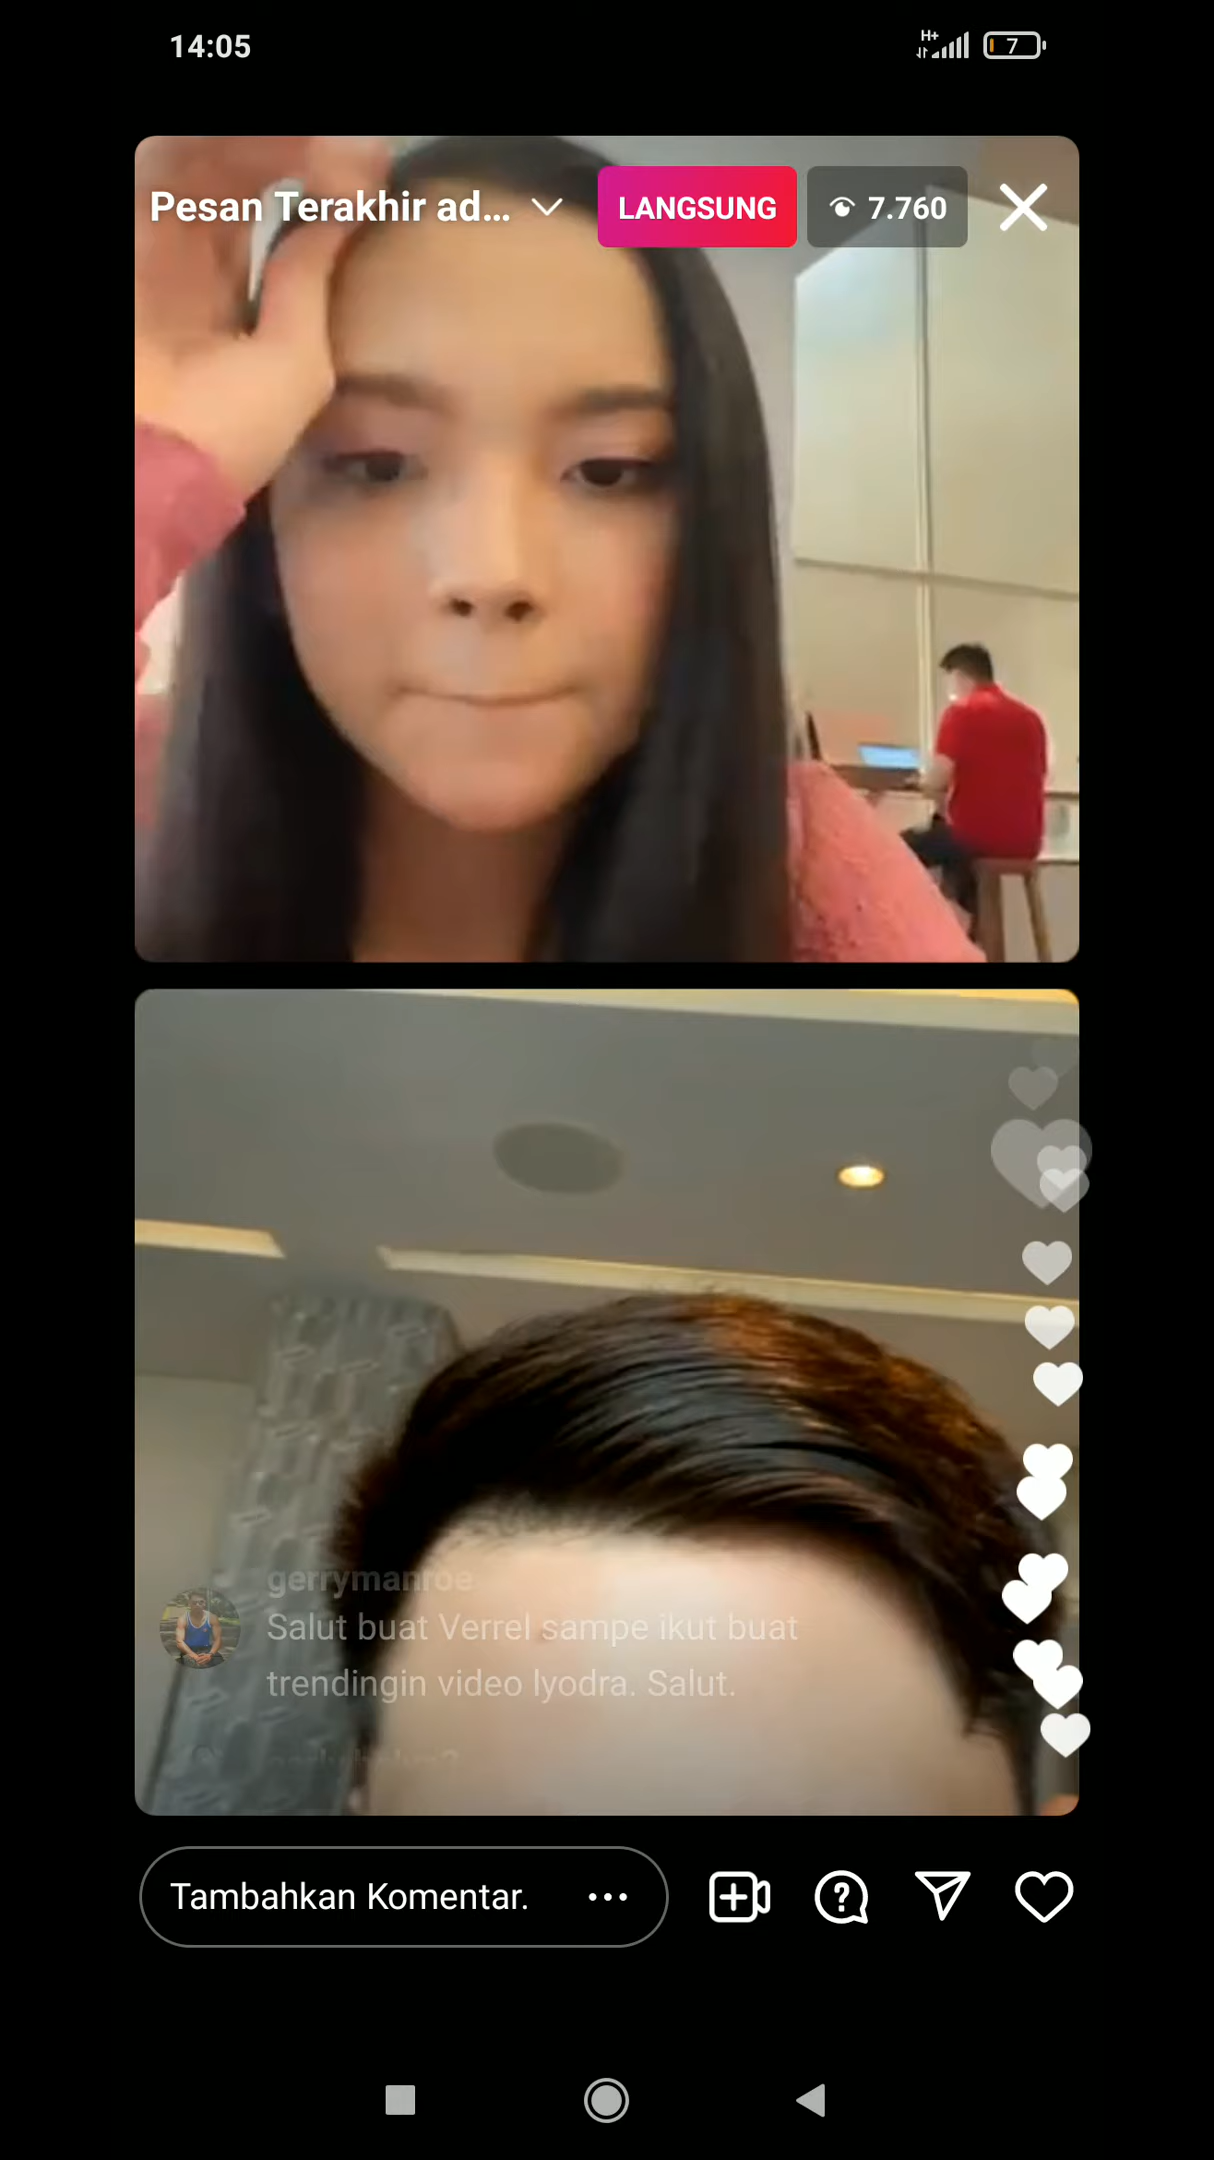 14:05
H+
7
Pesan Terakhir ad...
LANGSUNG
7.760
gerrymanroe
Salut buat Verrel sampe ikut buat
trendingin video lyodra. Salut.
Tambahkan Komentar.